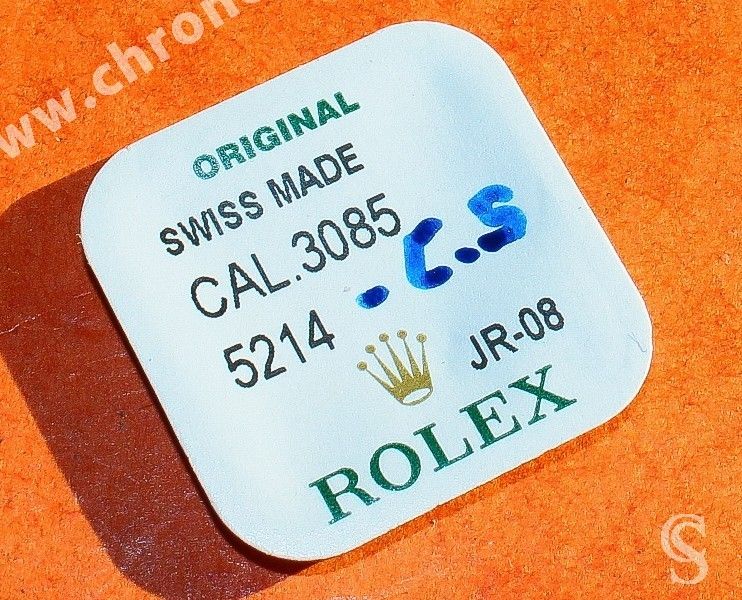 www.chrono
ORIGINAL
SWISS MADE
CAL.3085
5214 -C.S
JR-08
ROLEX